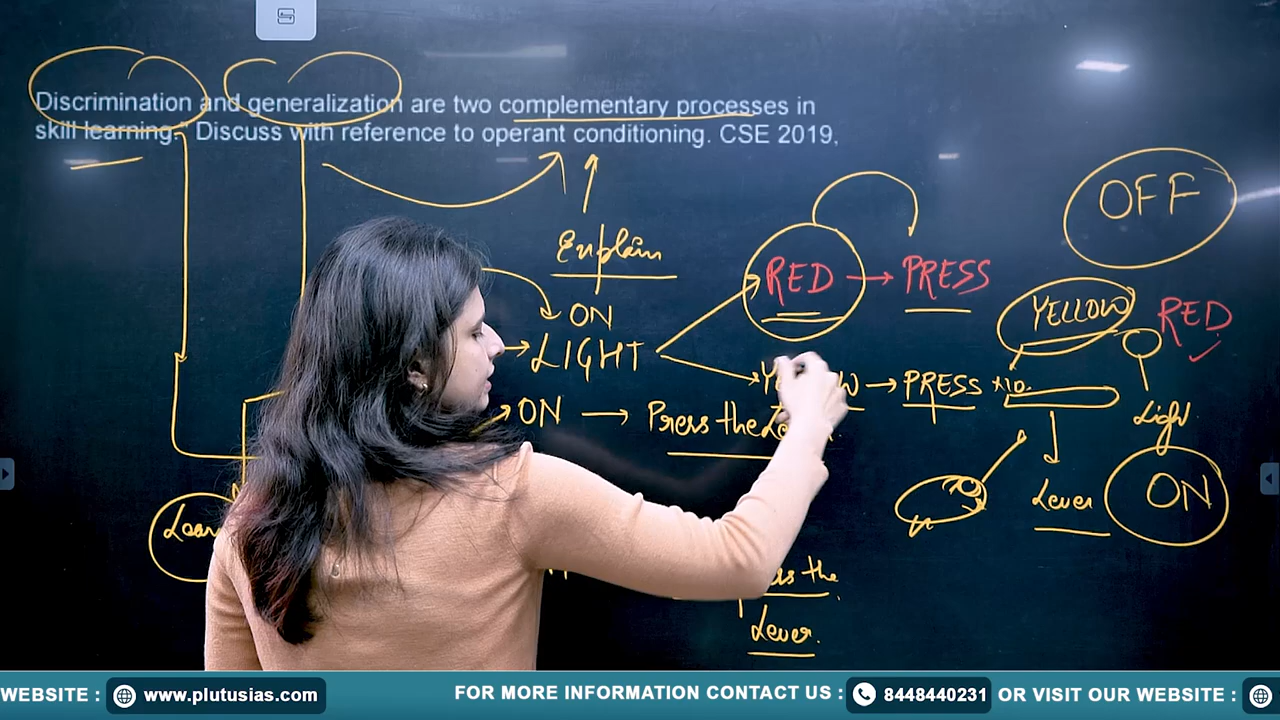 Discrimination and generalization are two complementary processes in
skill learning." Discuss with reference to operant conditioning. CSE 2019,
OFF
Explain
RED → PRESS
YELLOW RED ✓
ON
→ LIGHT
→ PRESS x10.
→ ON → Press the
Light
Lever
ON
the
Lever.
WEBSITE : www.plutusias.com
FOR MORE INFORMATION CONTACT US : 8448440231 OR VISIT OUR WEBSITE :